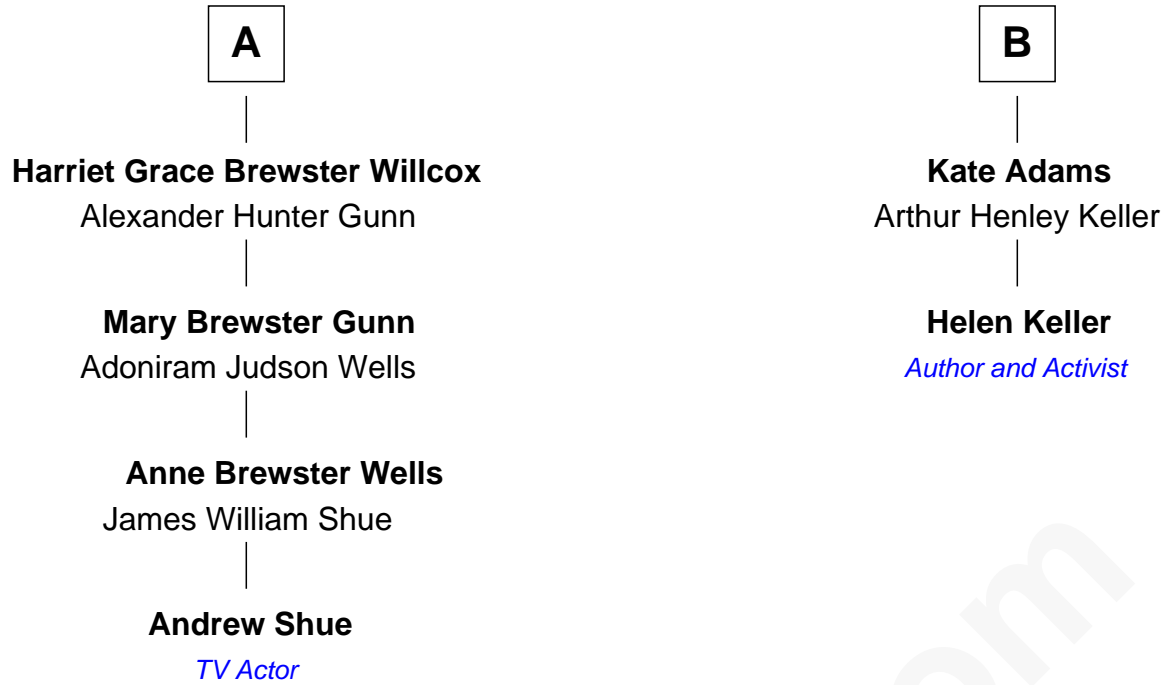 A
Harriet Grace Brewster Willcox
Alexander Hunter Gunn
Mary Brewster Gunn
Adoniram Judson Wells
Anne Brewster Wells
James William Shue
Andrew Shue
TV Actor
B
Kate Adams
Arthur Henley Keller
Helen Keller
Author and Activist
om